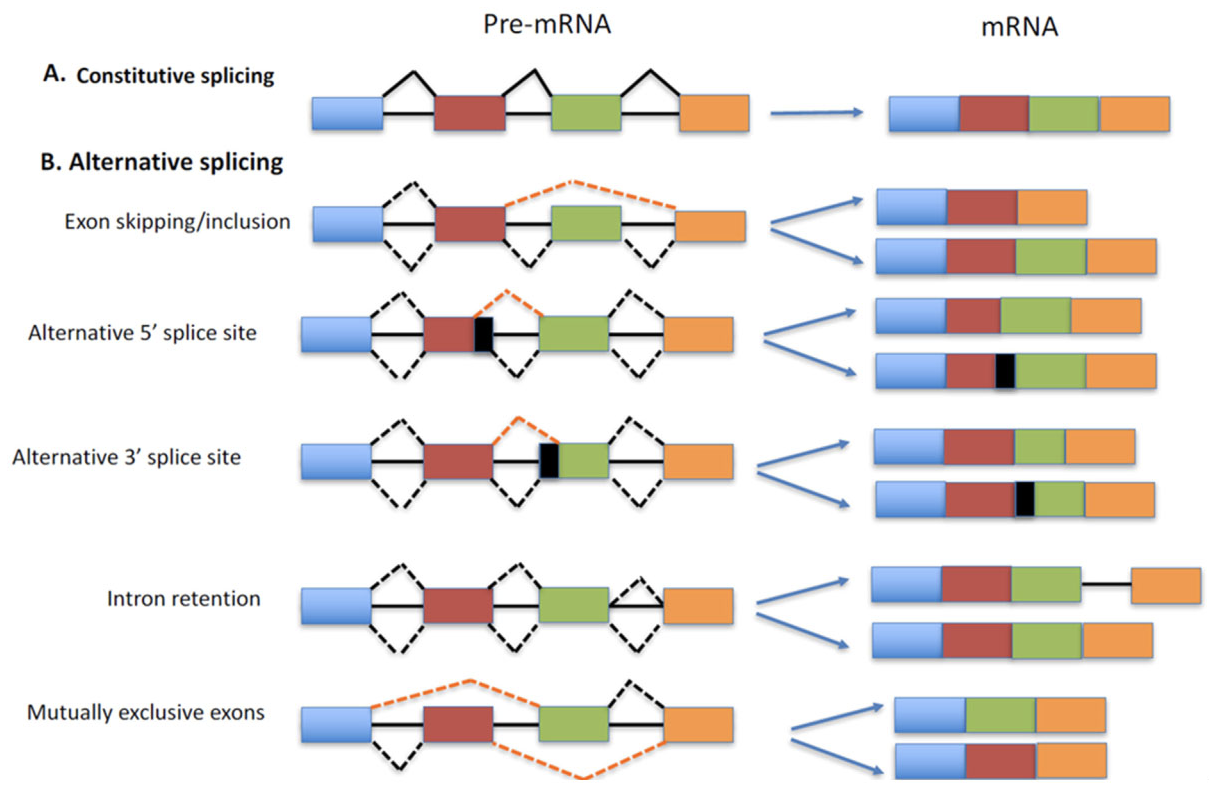 Pre-mRNA
mRNA
A. Constitutive splicing
B. Alternative splicing
Exon skipping/inclusion
Alternative 5’ splice site
Alternative 3’ splice site
Intron retention
Mutually exclusive exons